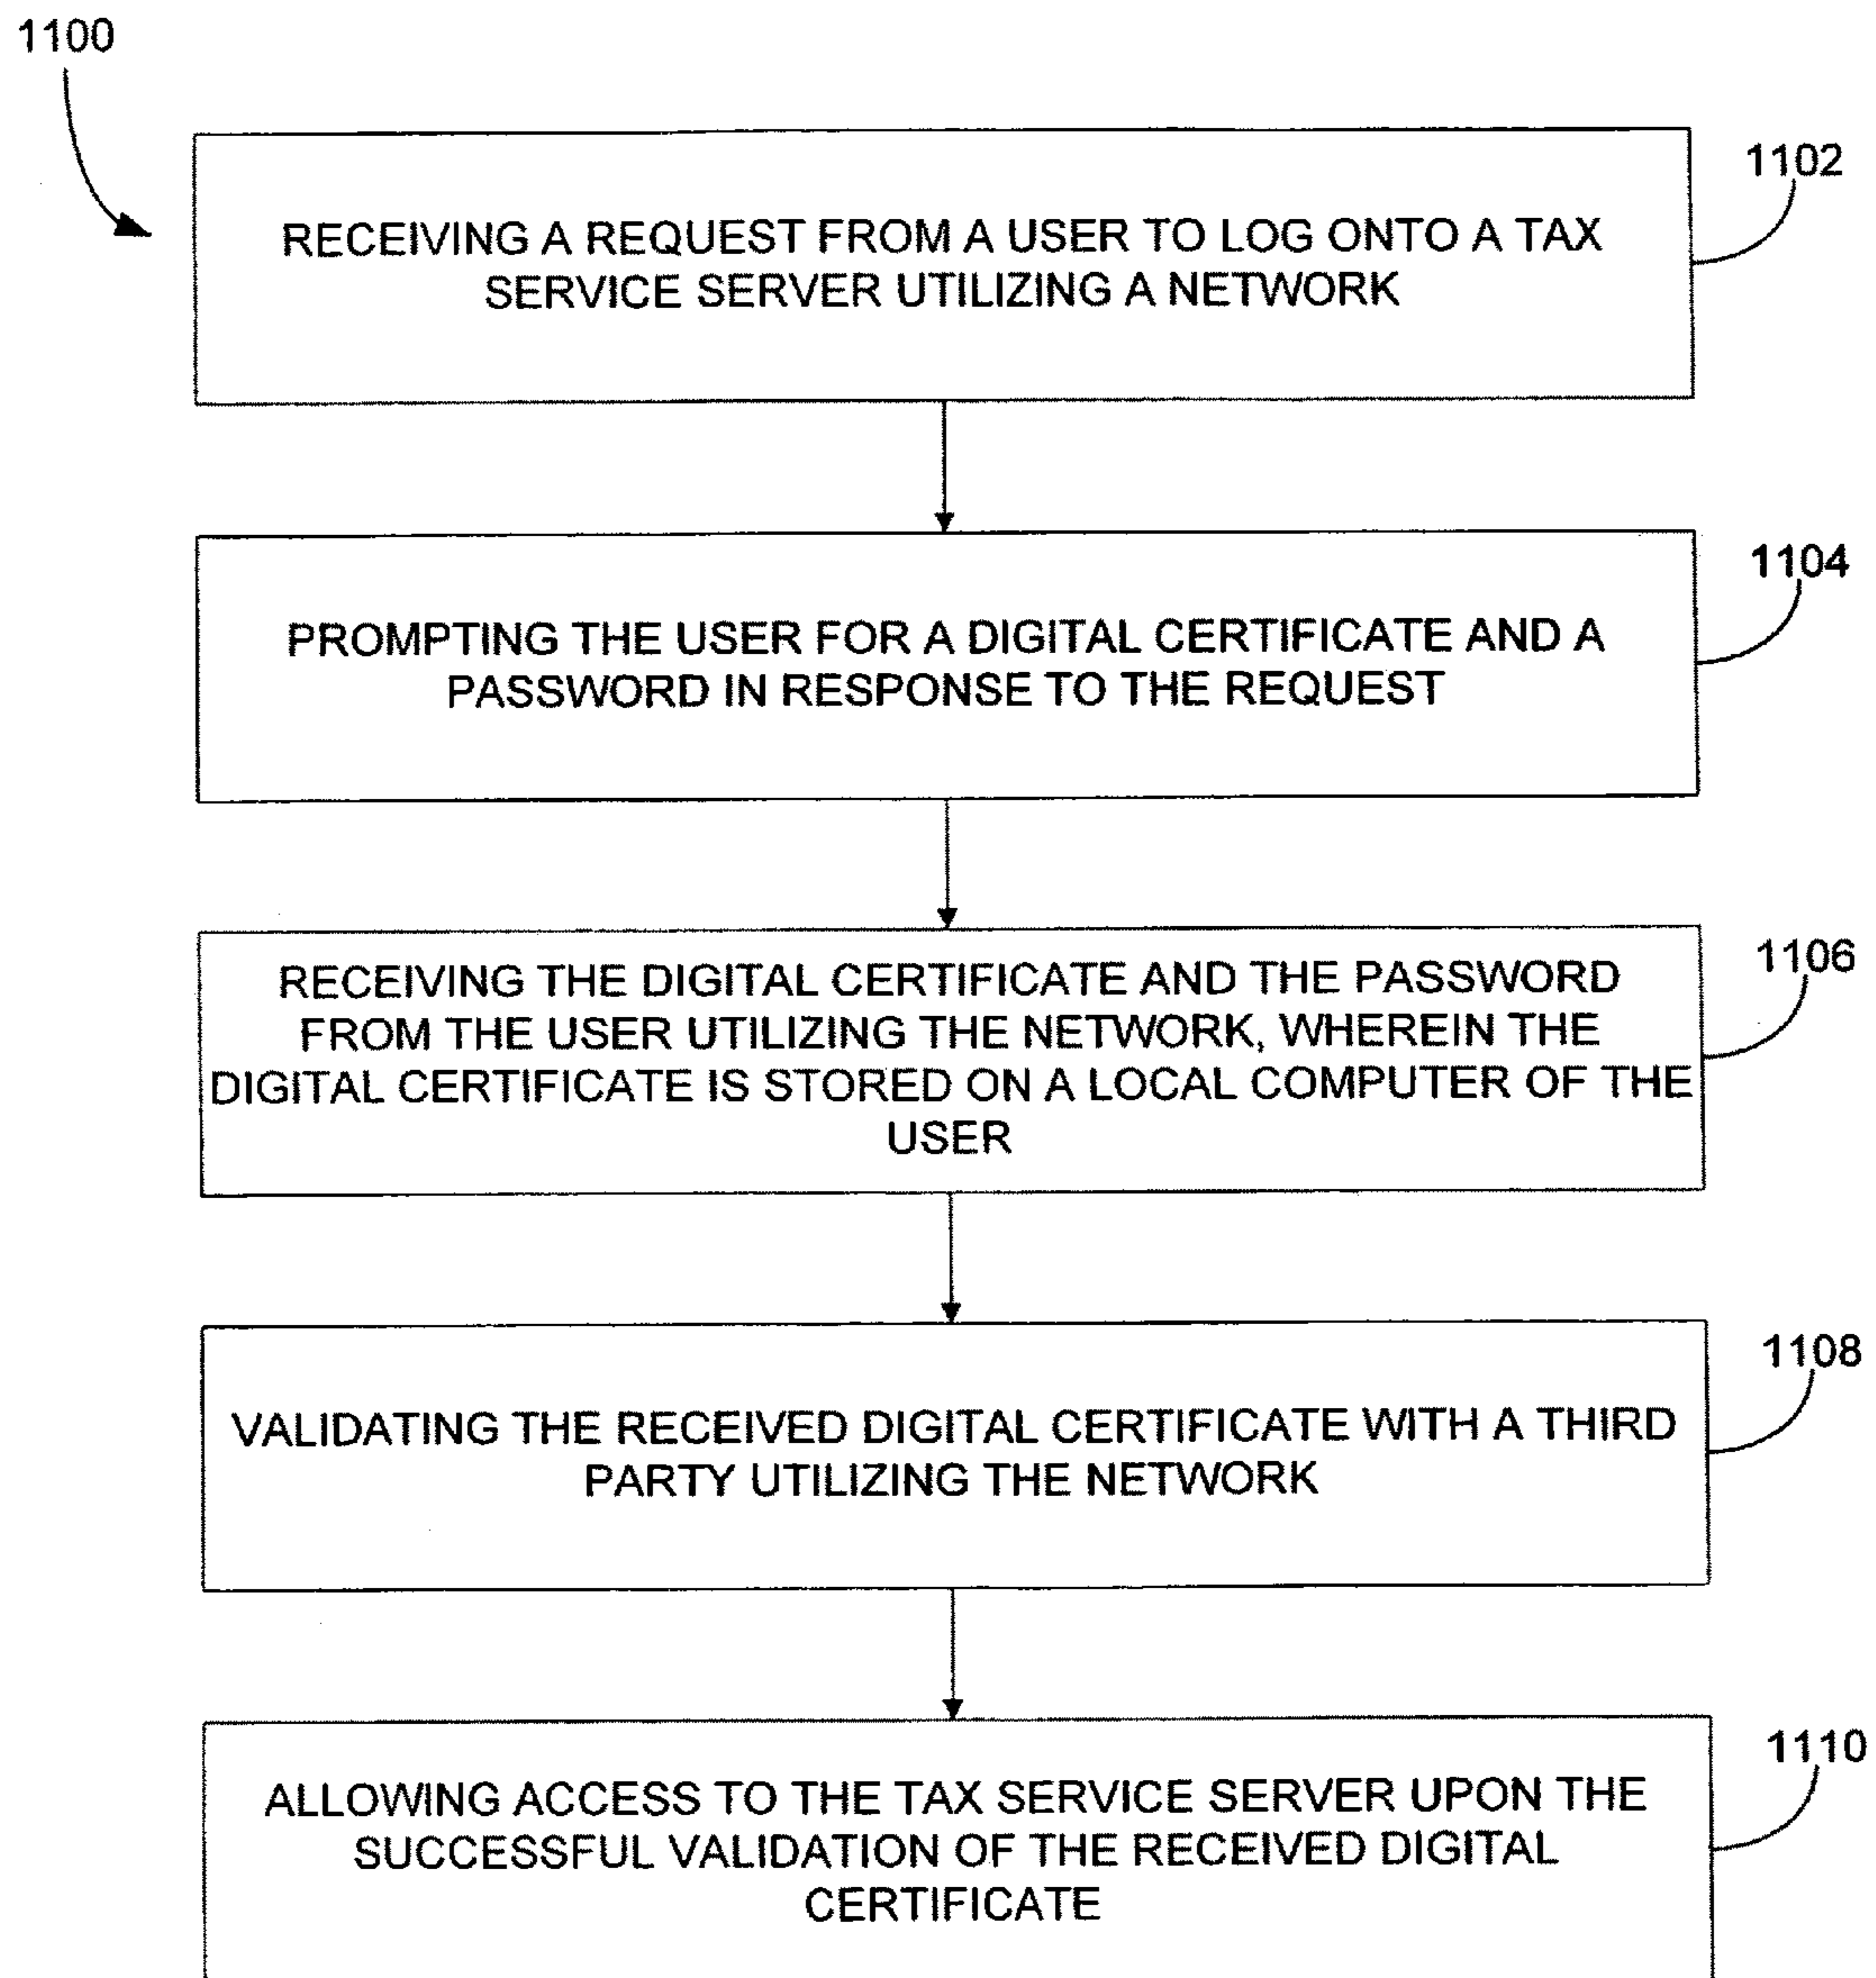 1100
1102
RECEIVING A REQUEST FROM A USER TO LOG ONTO A TAX
SERVICE SERVER UTILIZING A NETWORK
1104
PROMPTING THE USER FOR A DIGITAL CERTIFICATE AND A
PASSWORD IN RESPONSE TO THE REQUEST
1106
RECEIVING THE DIGITAL CERTIFICATE AND THE PASSWORD
FROM THE USER UTILIZING THE NETWORK, WHEREIN THE
DIGITAL CERTIFICATE IS STORED ON A LOCAL COMPUTER OF THE
USER
1108
VALIDATING THE RECEIVED DIGITAL CERTIFICATE WITH A THIRD
PARTY UTILIZING THE NETWORK
1110
ALLOWING ACCESS TO THE TAX SERVICE SERVER UPON THE
SUCCESSFUL VALIDATION OF THE RECEIVED DIGITAL
CERTIFICATE